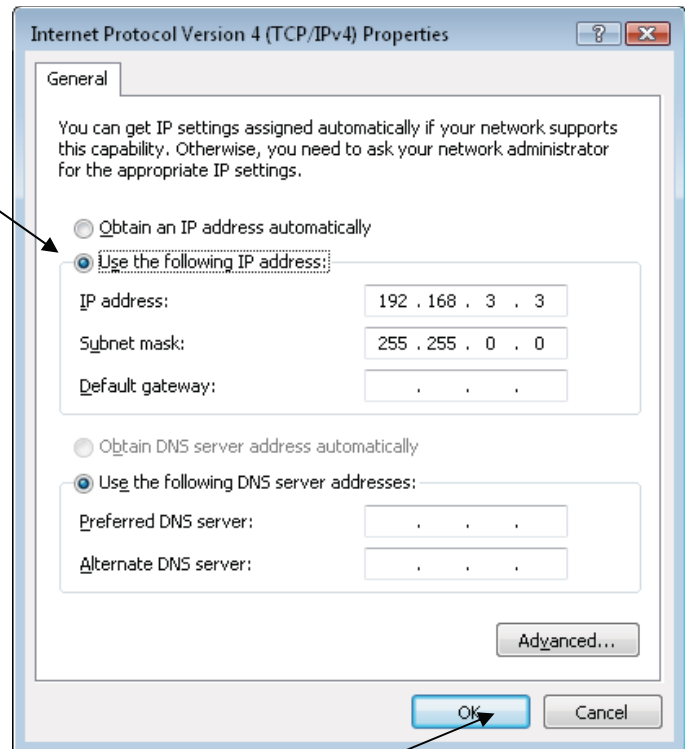 Internet Protocol Version 4 (TCP/IPv4) Properties
General
You can get IP settings assigned automatically if your network supports
this capability. Otherwise, you need to ask your network administrator
for the appropriate IP settings.
Obtain an IP address automatically
Use the following IP address:
IP address: 192 . 168 . 3 . 3
Subnet mask: 255 . 255 . 0 . 0
Default gateway: . . .
Obtain DNS server address automatically
Use the following DNS server addresses:
Preferred DNS server: . . .
Alternate DNS server: . . .
Advanced...
OK Cancel